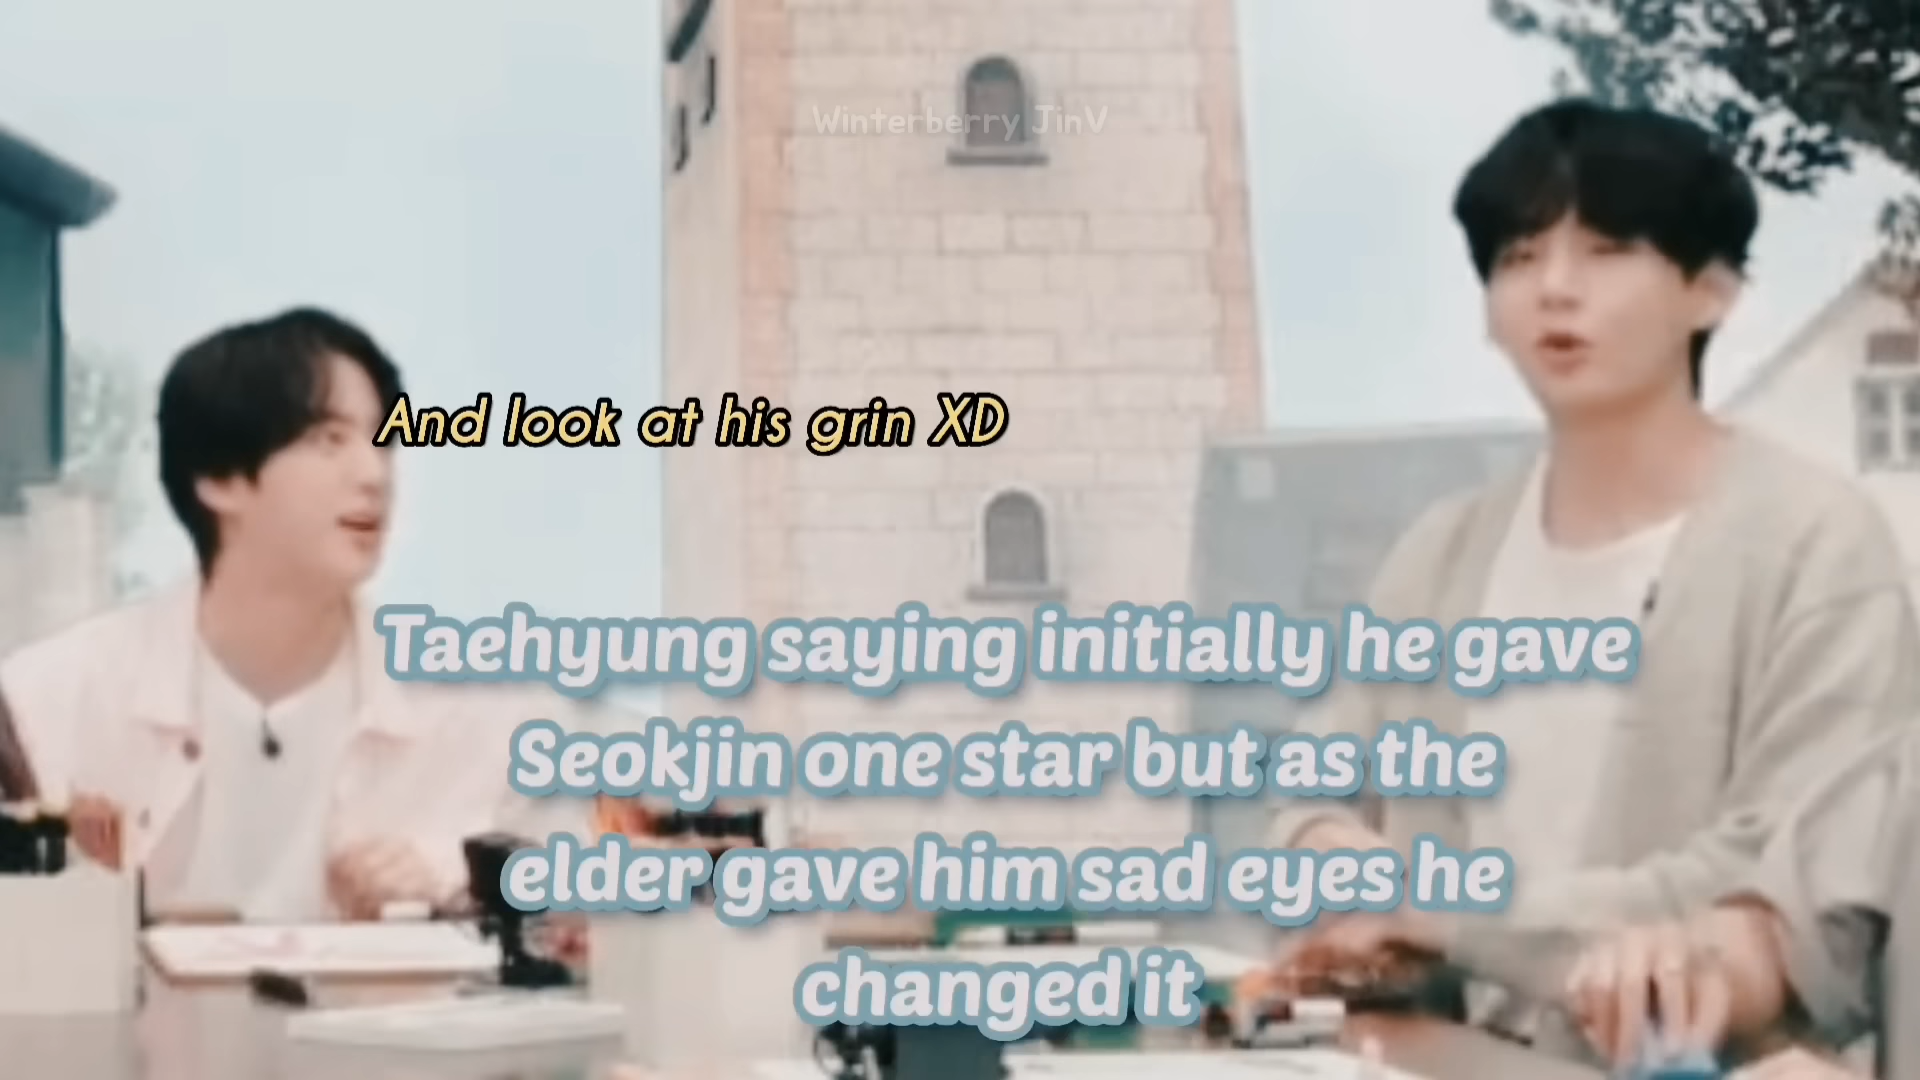 Winterberry JinV
And look at his grin XD
Taehyung saying initially he gave
Seokjin one star but as the
elder gave him sad eyes he
changed it